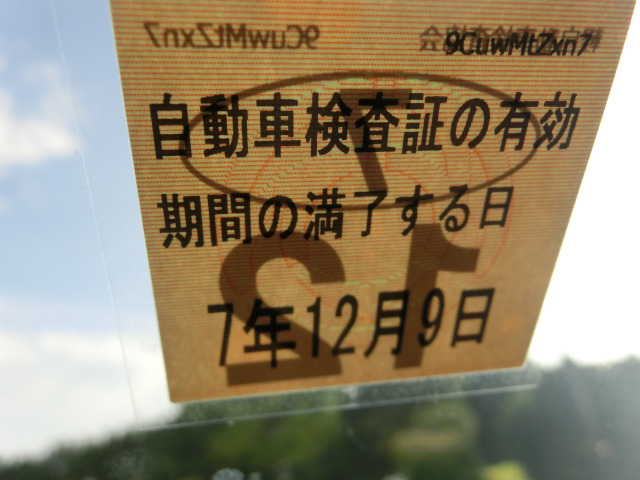 9CuwMtZxn7
自動車検査証の有効
期間の満了する日
7年12月9日